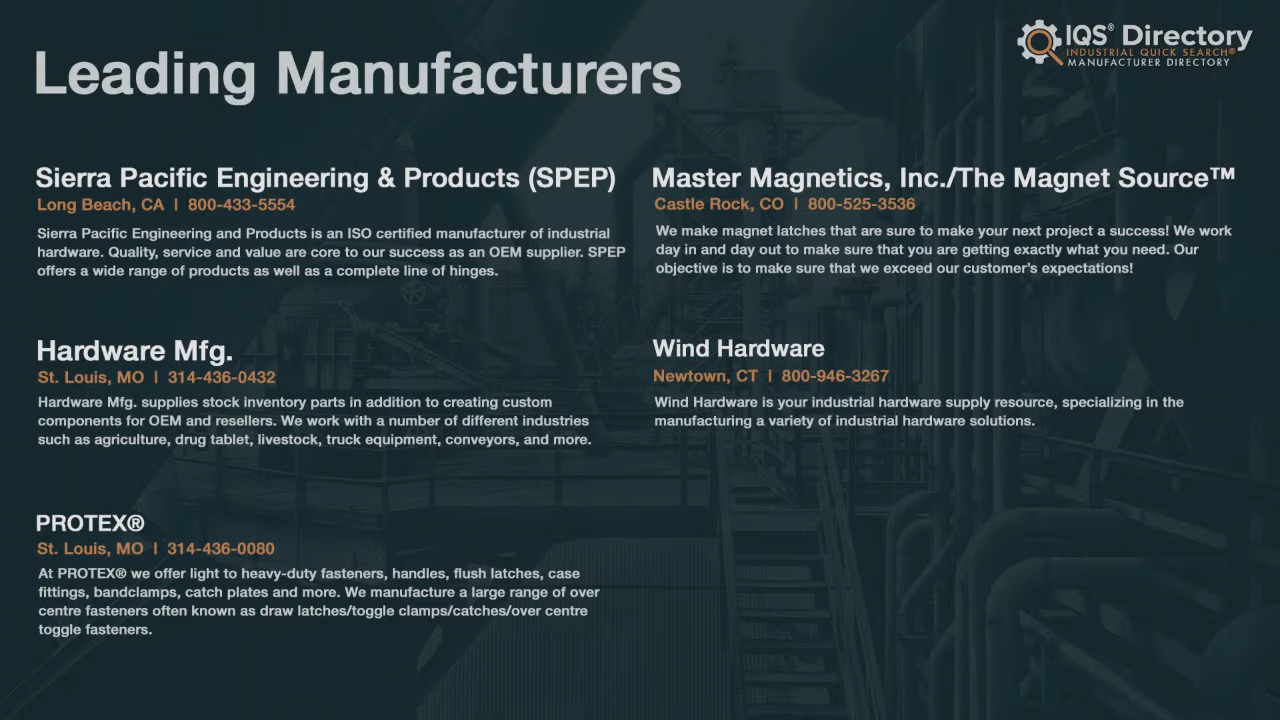 IQS® Directory
INDUSTRIAL QUICK SEARCH®
MANUFACTURER DIRECTORY
Leading Manufacturers
Sierra Pacific Engineering & Products (SPEP)
Long Beach, CA | 800-433-5554
Sierra Pacific Engineering and Products is an ISO certified manufacturer of industrial
hardware. Quality, service and value are core to our success as an OEM supplier. SPEP
offers a wide range of products as well as a complete line of hinges.
Master Magnetics, Inc./The Magnet Source™
Castle Rock, CO | 800-525-3536
We make magnet latches that are sure to make your next project a success! We work
day in and day out to make sure that you are getting exactly what you need. Our
objective is to make sure that we exceed our customer's expectations!
Hardware Mfg.
St. Louis, MO | 314-436-0432
Hardware Mfg. supplies stock inventory parts in addition to creating custom
components for OEM and resellers. We work with a number of different industries
such as agriculture, drug tablet, livestock, truck equipment, conveyors, and more.
Wind Hardware
Newtown, CT | 800-946-3267
Wind Hardware is your industrial hardware supply resource, specializing in the
manufacturing a variety of industrial hardware solutions.
PROTEX®
St. Louis, MO | 314-436-0080
At PROTEX® we offer light to heavy-duty fasteners, handles, flush latches, case
fittings, bandclamps, catch plates and more. We manufacture a large range of over
centre fasteners often known as draw latches/toggle clamps/catches/over centre
toggle fasteners.